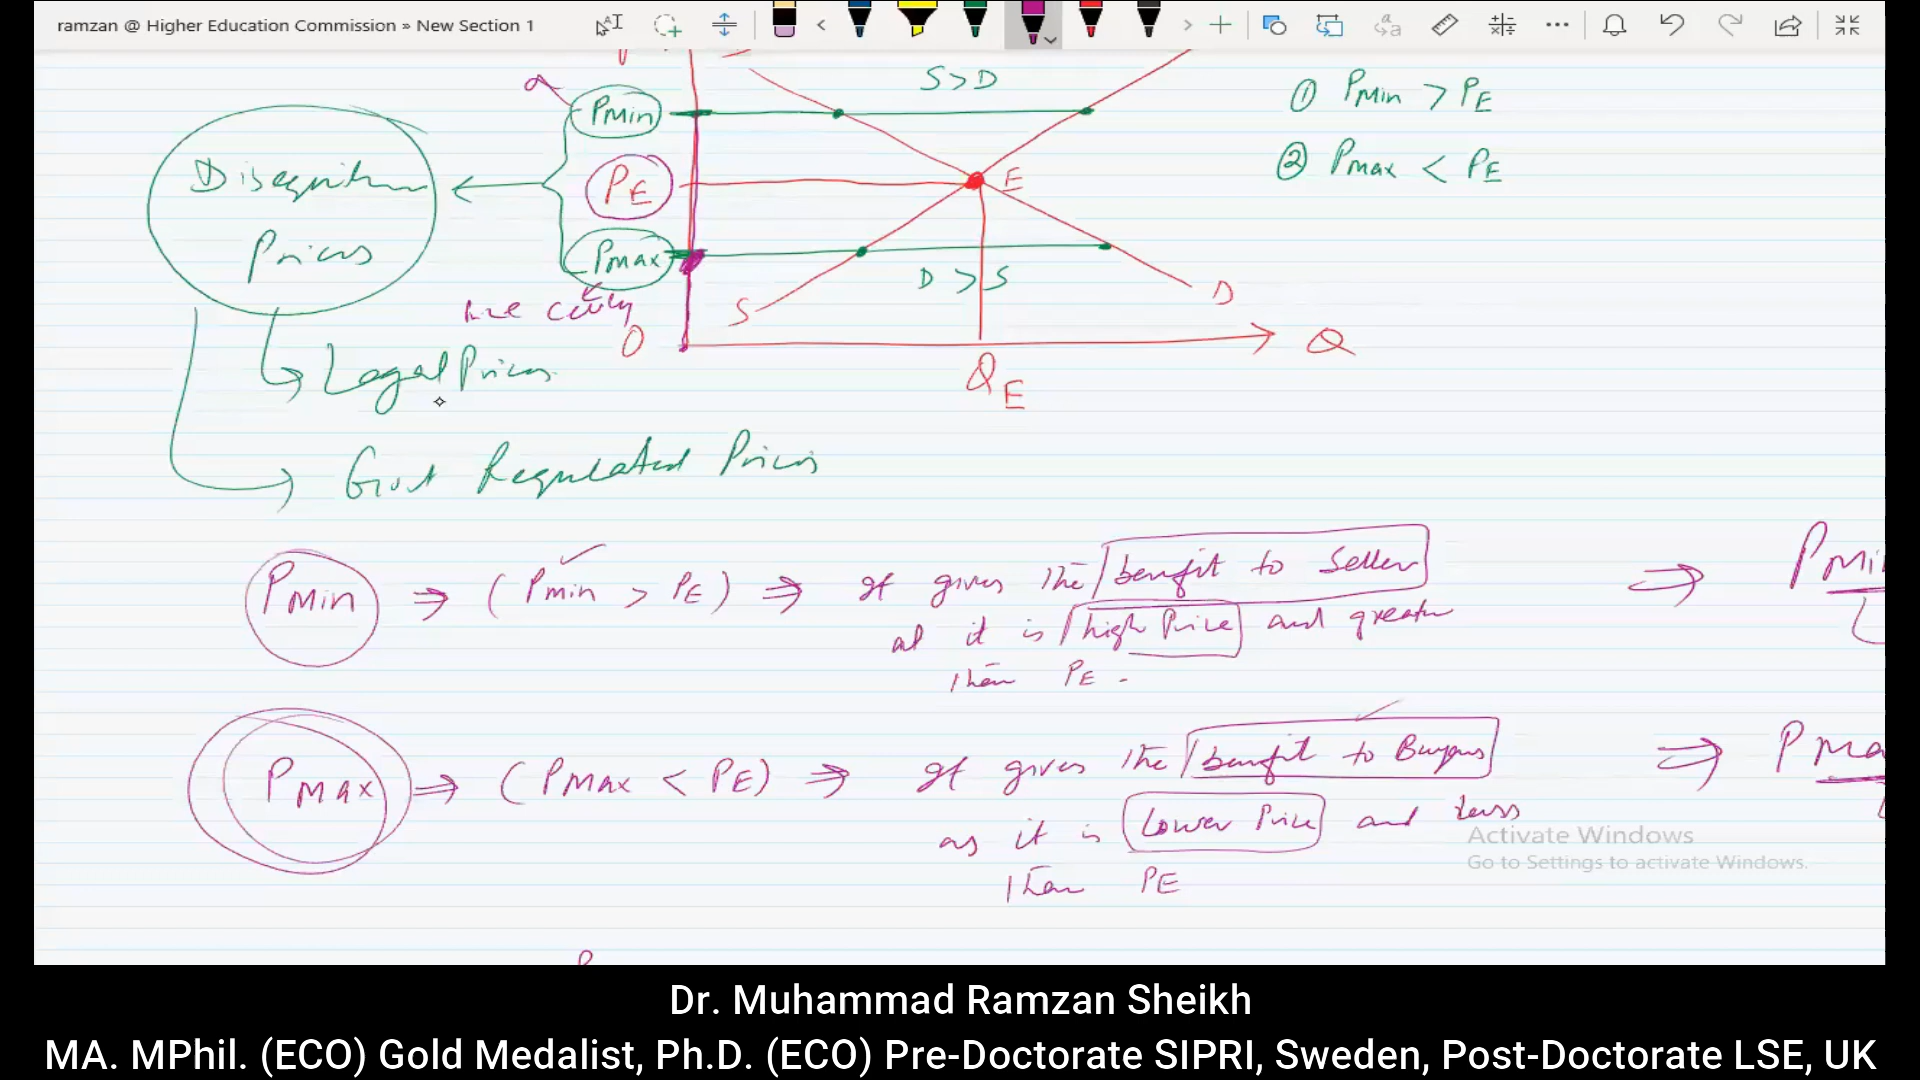 ramzan @ Higher Education Commission » New Section 1
S>D
Pmin
① Pmin > PE
② Pmax < PE
PE
E
Disequilibrium
Prices
Pmax
D > S
S
D
O
Q
QE
Legal Prices
Govt Regulated Prices
PMin ⇒ (Pmin > PE) ⇒ It gives the benefit to Seller ⇒ PMi
it is high Price and greater
than PE.
PMax ⇒ (PMax < PE) ⇒ It gives the benefit to Buyers ⇒ Pma
as it is Lower Price and less
than PE
Activate Windows
Go to Settings to activate Windows.
Dr. Muhammad Ramzan Sheikh
MA. MPhil. (ECO) Gold Medalist, Ph.D. (ECO) Pre-Doctorate SIPRI, Sweden, Post-Doctorate LSE, UK